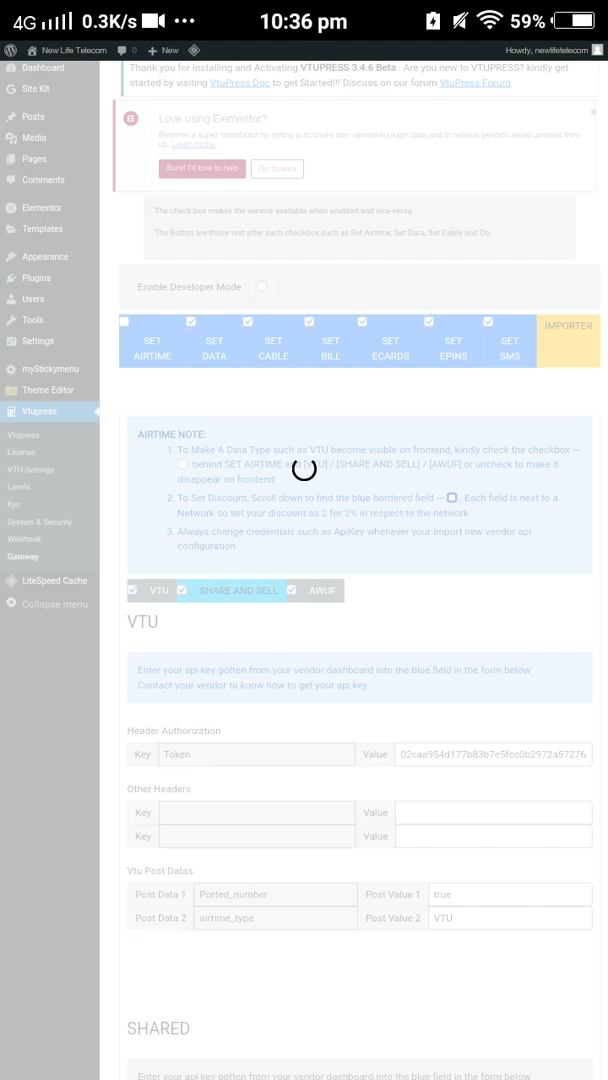 4G 0.3K/s ••• 10:36 pm 59%
New Life Telecom 0 New Howdy, newlifetelecom
Dashboard
Site Kit
Posts
Media
Pages
Comments
Elementor
Templates
Appearance
Plugins
Users
Tools
Settings
myStickymenu
Theme Editor
Vtupress
Vtupress
License
VTU-Settings
Levels
Kyc
System & Security
Webhook
Gateway
LiteSpeed Cache
Collapse menu
Thank you for installing and Activating VTUPRESS 3.4.6 Beta . Are you new to VTUPRESS? kindly get
started by visiting VtuPress Doc to get Started!!! Discuss on our forum VtuPress Forum
Love using Elementor?
Become a super contributor by opting in to share non-sensitive plugin data and to receive periodic email updates from
us. Learn more.
Sure! I'd love to help No thanks
The check box makes the service available when enabled and vice-versa.
The Button are those text after each checkbox such as Set Airtime, Set Data, Set Cable and Co.
Enable Developer Mode
SET AIRTIME
SET DATA
SET CABLE
SET BILL
SET ECARDS
SET EPINS
SET SMS
IMPORTER
AIRTIME NOTE:
1. To Make A Data Type such as VTU become visible on frontend, kindly check the checkbox —
behind SET AIRTIME and [VTU] / [SHARE AND SELL] / [AWUF] or uncheck to make it
disappear on frontend
2. To Set Discount, Scroll down to find the blue bordered field — Each field is next to a
Network so set your discount as 2 for 2% in respect to the network
3. Always change credentials such as ApiKey whenever your import new vendor api
configuration.
VTU SHARE AND SELL AWUF
VTU
Enter your api key gotten from your vendor dashboard into the blue field in the form below
Contact your vendor to know how to get your api key
Header Authorization
Key Token Value 02caa954d177b83b7e5fcc0b2972a57276
Other Headers
Key Value
Key Value
Vtu Post Datas
Post Data 1 Ported_number Post Value 1 true
Post Data 2 airtime_type Post Value 2 VTU
SHARED
Enter your api key gotten from your vendor dashboard into the blue field in the form below